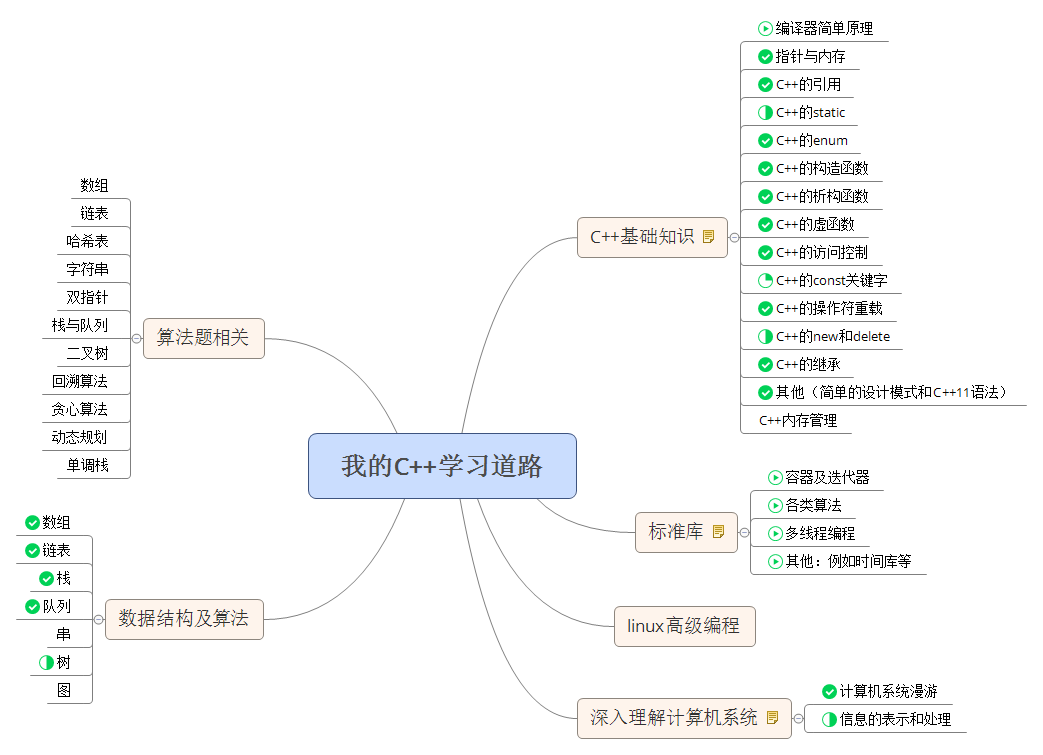 我的C++学习道路
C++基础知识
编译器简单原理
指针与内存
C++的引用
C++的static
C++的enum
C++的构造函数
C++的析构函数
C++的虚函数
C++的访问控制
C++的const关键字
C++的操作符重载
C++的new和delete
C++的继承
其他（简单的设计模式和C++11语法）
C++内存管理
标准库
容器及迭代器
各类算法
多线程编程
其他：例如时间库等
linux高级编程
深入理解计算机系统
计算机系统漫游
信息的表示和处理
算法题相关
数组
链表
哈希表
字符串
双指针
栈与队列
二叉树
回溯算法
贪心算法
动态规划
单调栈
数据结构及算法
数组
链表
栈
队列
串
树
图